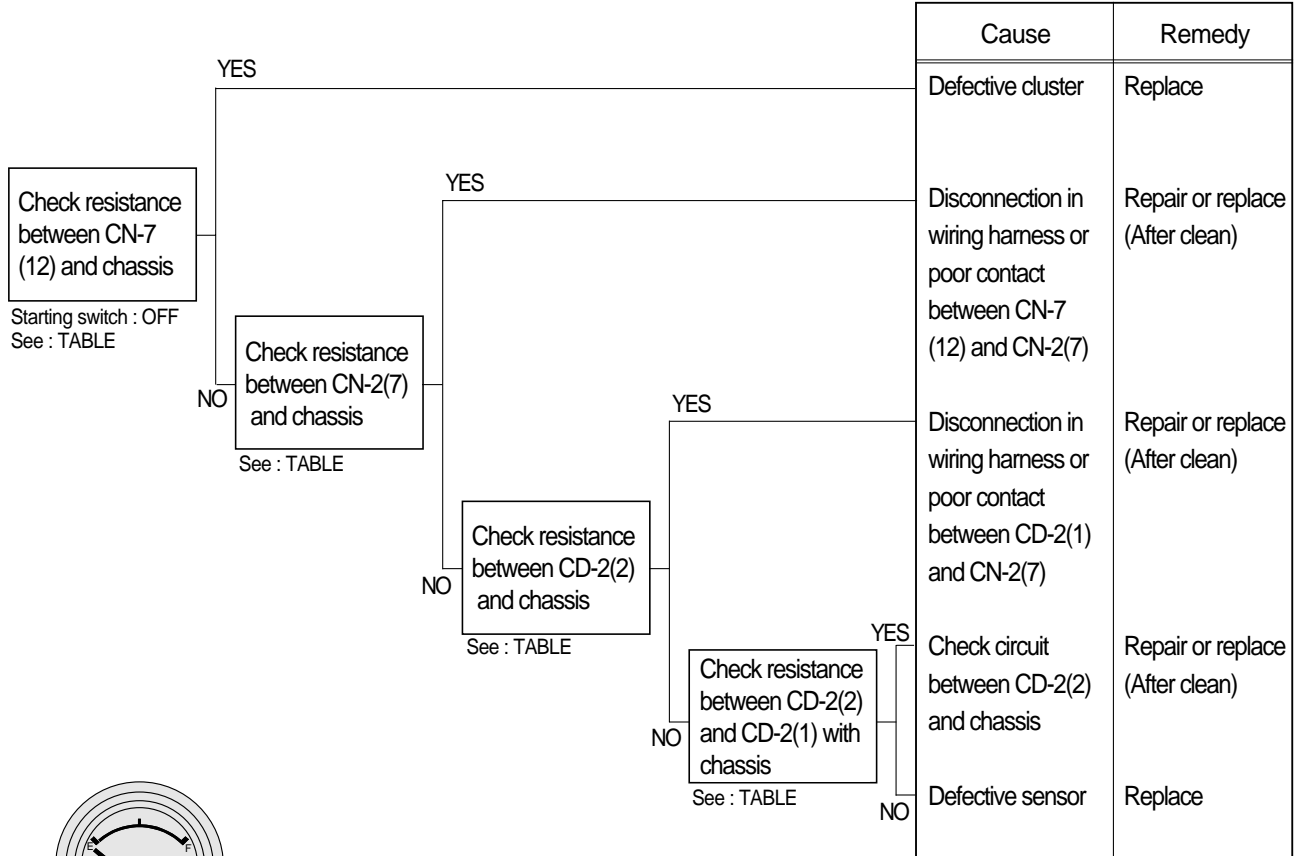 Cause
Remedy
YES
Defective cluster
Replace
Check resistance
between CN-7
(12) and chassis
Starting switch : OFF
See : TABLE
YES
Disconnection in
wiring harness or
poor contact
between CN-7
(12) and CN-2(7)
Repair or replace
(After clean)
NO
Check resistance
between CN-2(7)
and chassis
See : TABLE
YES
Disconnection in
wiring harness or
poor contact
between CD-2(1)
and CN-2(7)
Repair or replace
(After clean)
NO
Check resistance
between CD-2(2)
and chassis
See : TABLE
YES
Check circuit
between CD-2(2)
and chassis
Repair or replace
(After clean)
NO
Check resistance
between CD-2(2)
and CD-2(1) with
chassis
See : TABLE
NO
Defective sensor
Replace
E
F